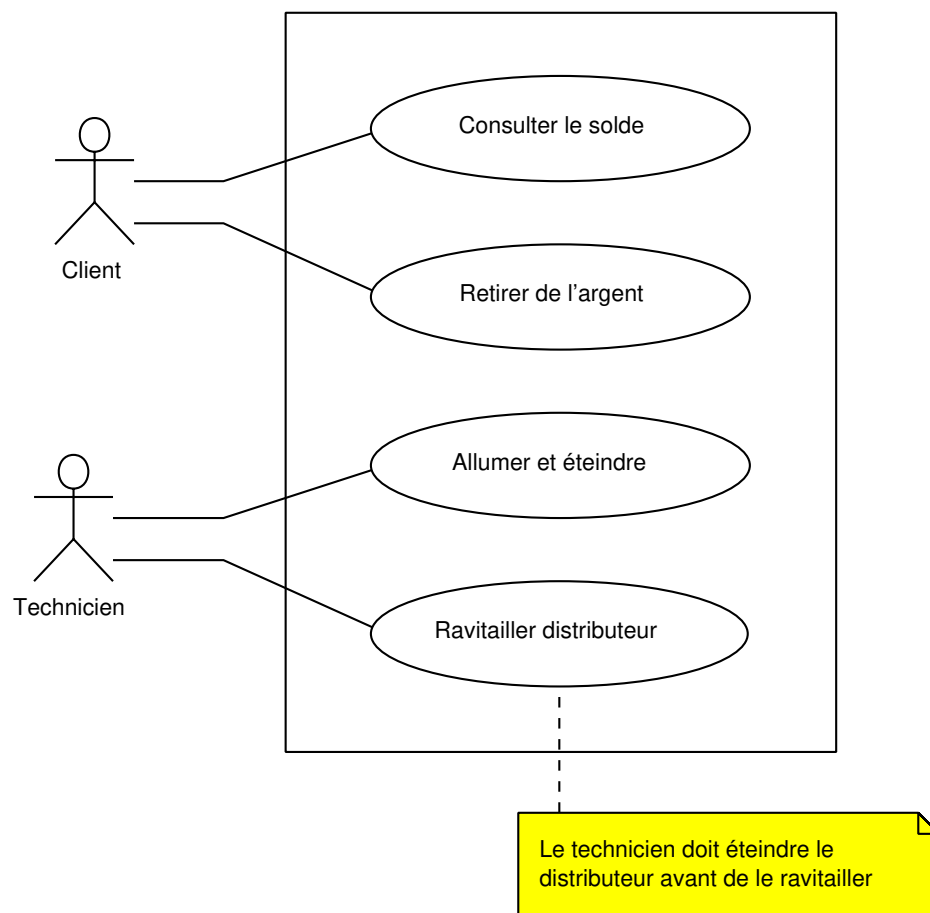 Consulter le solde
Client
Retirer de l'argent
Allumer et éteindre
Technicien
Ravitailler distributeur
Le technicien doit éteindre le
distributeur avant de le ravitailler